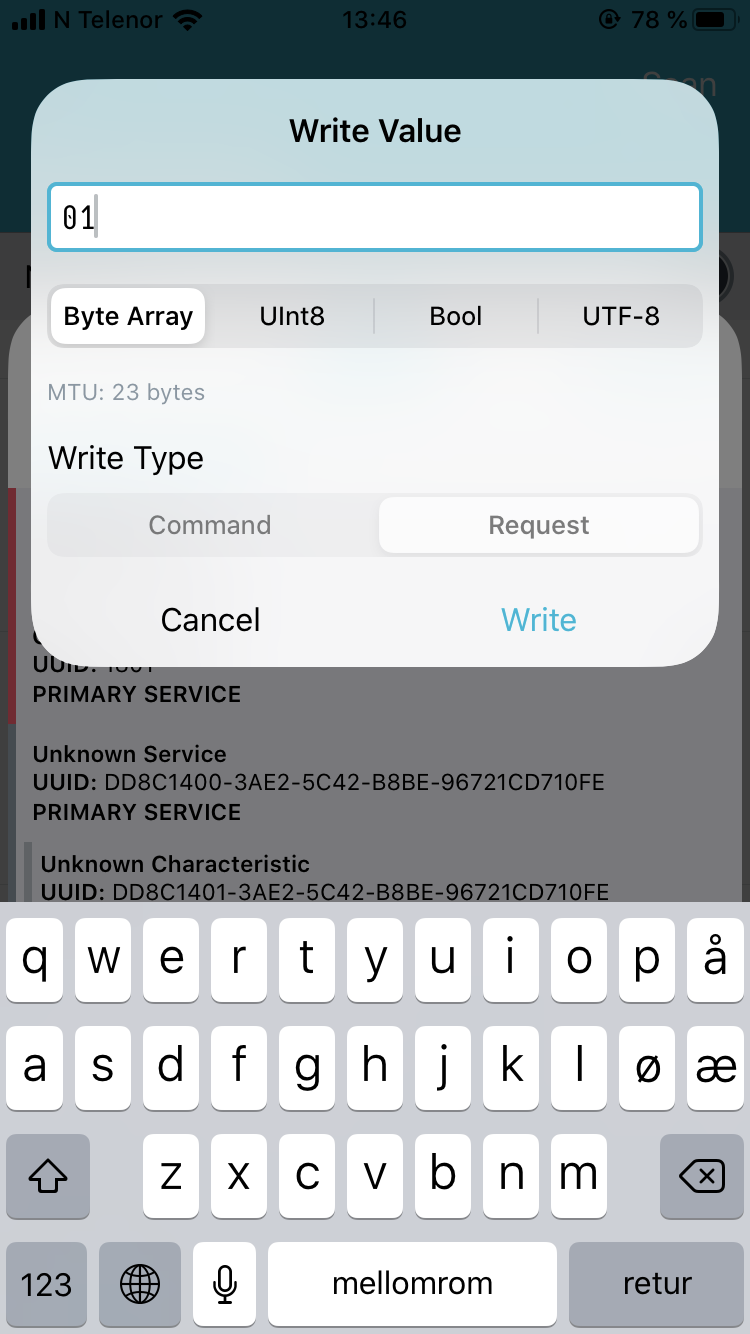 N Telenor 13:46 78 %
Scan
Write Value
01
Byte Array UInt8 Bool UTF-8
MTU: 23 bytes
Write Type
Command Request
Cancel Write
UUID: 1801
PRIMARY SERVICE
Unknown Service
UUID: DD8C1400-3AE2-5C42-B8BE-96721CD710FE
PRIMARY SERVICE
Unknown Characteristic
UUID: DD8C1401-3AE2-5C42-B8BE-96721CD710FE
q w e r t y u i o p å
a s d f g h j k l ø æ
z x c v b n m
123 mellomrom retur